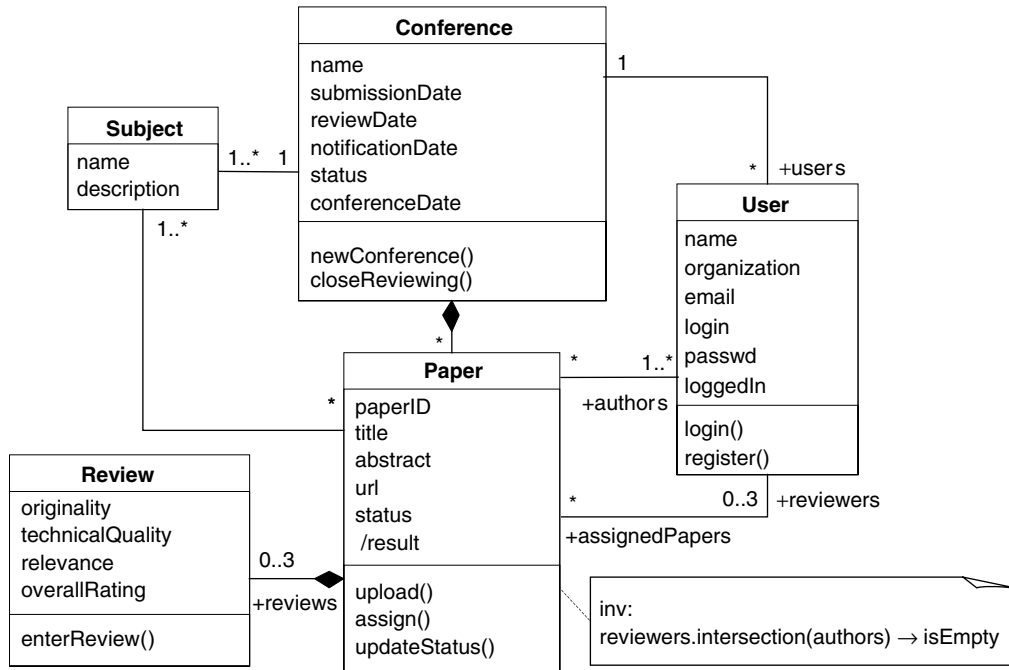 Conference
name
submissionDate
reviewDate
notificationDate
status
conferenceDate
newConference()
closeReviewing()
1
*
+users
Subject
name
description
1..*
1
1..*
*
User
name
organization
email
login
passwd
loggedIn
login()
register()
*
Paper
paperID
title
abstract
url
status
/result
upload()
assign()
updateStatus()
*
1..*
+authors
*
0..3
+reviewers
+assignedPapers
Review
originality
technicalQuality
relevance
overallRating
enterReview()
0..3
+reviews
inv:
reviewers.intersection(authors) → isEmpty